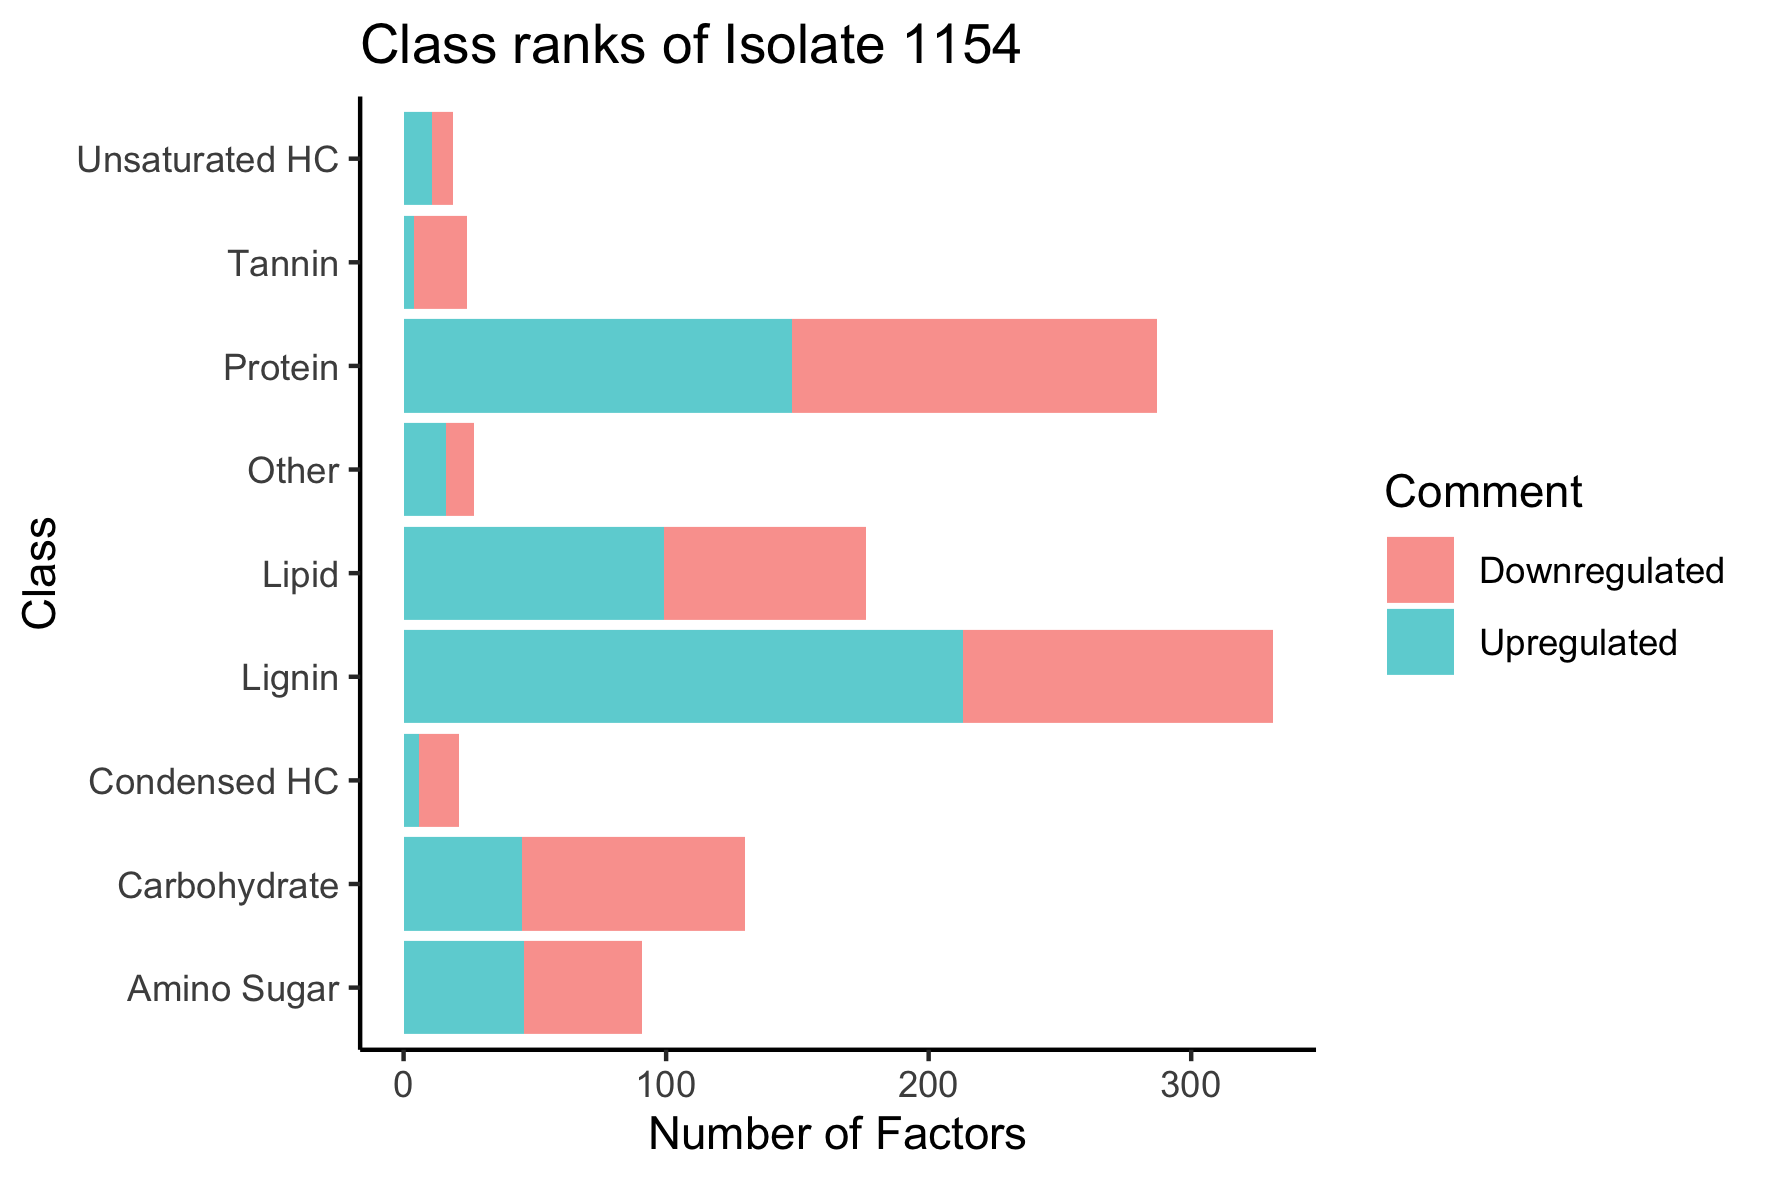 Class ranks of Isolate 1154
Class
Unsaturated HC
Tannin
Protein
Other
Lipid
Lignin
Condensed HC
Carbohydrate
Amino Sugar
0 100 200 300
Number of Factors
Comment
Downregulated
Upregulated